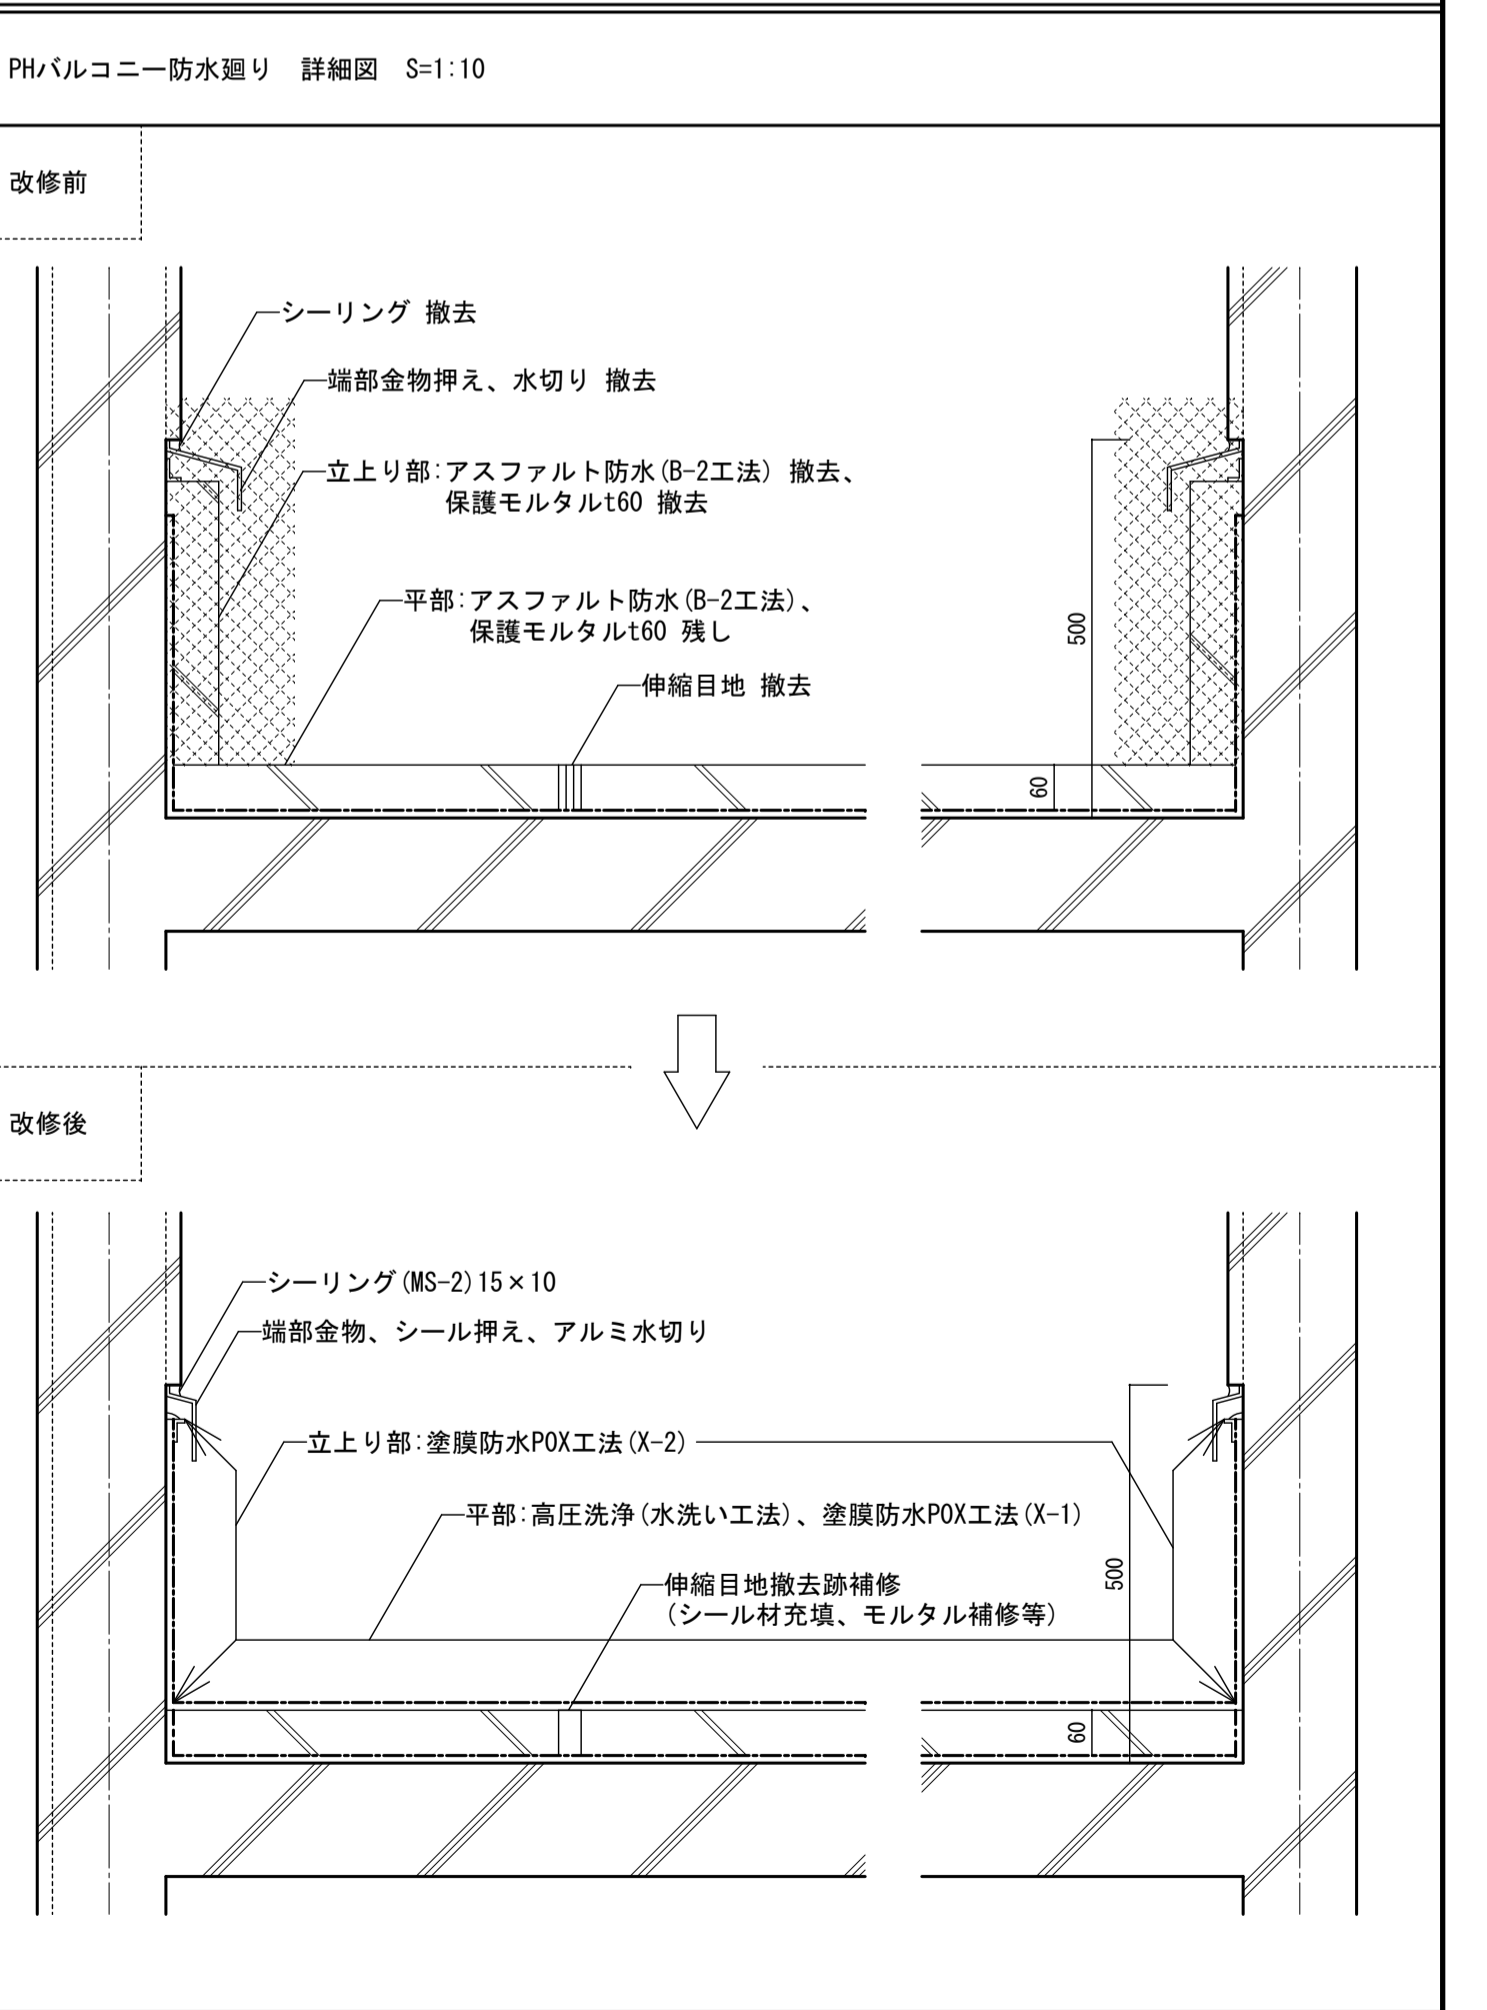 PHバルコニー防水廻り　詳細図　S=1:10
改修前
シーリング 撤去
端部金物押え、水切り 撤去
立上り部:アスファルト防水(B-2工法) 撤去、
保護モルタルt60 撤去
平部:アスファルト防水(B-2工法)、
保護モルタルt60 残し
伸縮目地 撤去
500
60
改修後
シーリング(MS-2)15×10
端部金物、シール押え、アルミ水切り
立上り部:塗膜防水POX工法(X-2)
平部:高圧洗浄(水洗い工法)、塗膜防水POX工法(X-1)
伸縮目地撤去跡補修
(シール材充填、モルタル補修等)
500
60